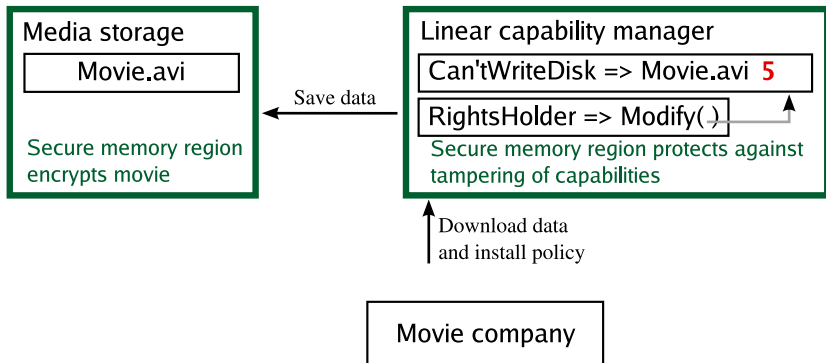 Media storage
Movie.avi
Secure memory region
encrypts movie
Save data
Linear capability manager
Can'tWriteDisk => Movie.avi 5
RightsHolder => Modify( )
Secure memory region protects against
tampering of capabilities
Download data
and install policy
Movie company